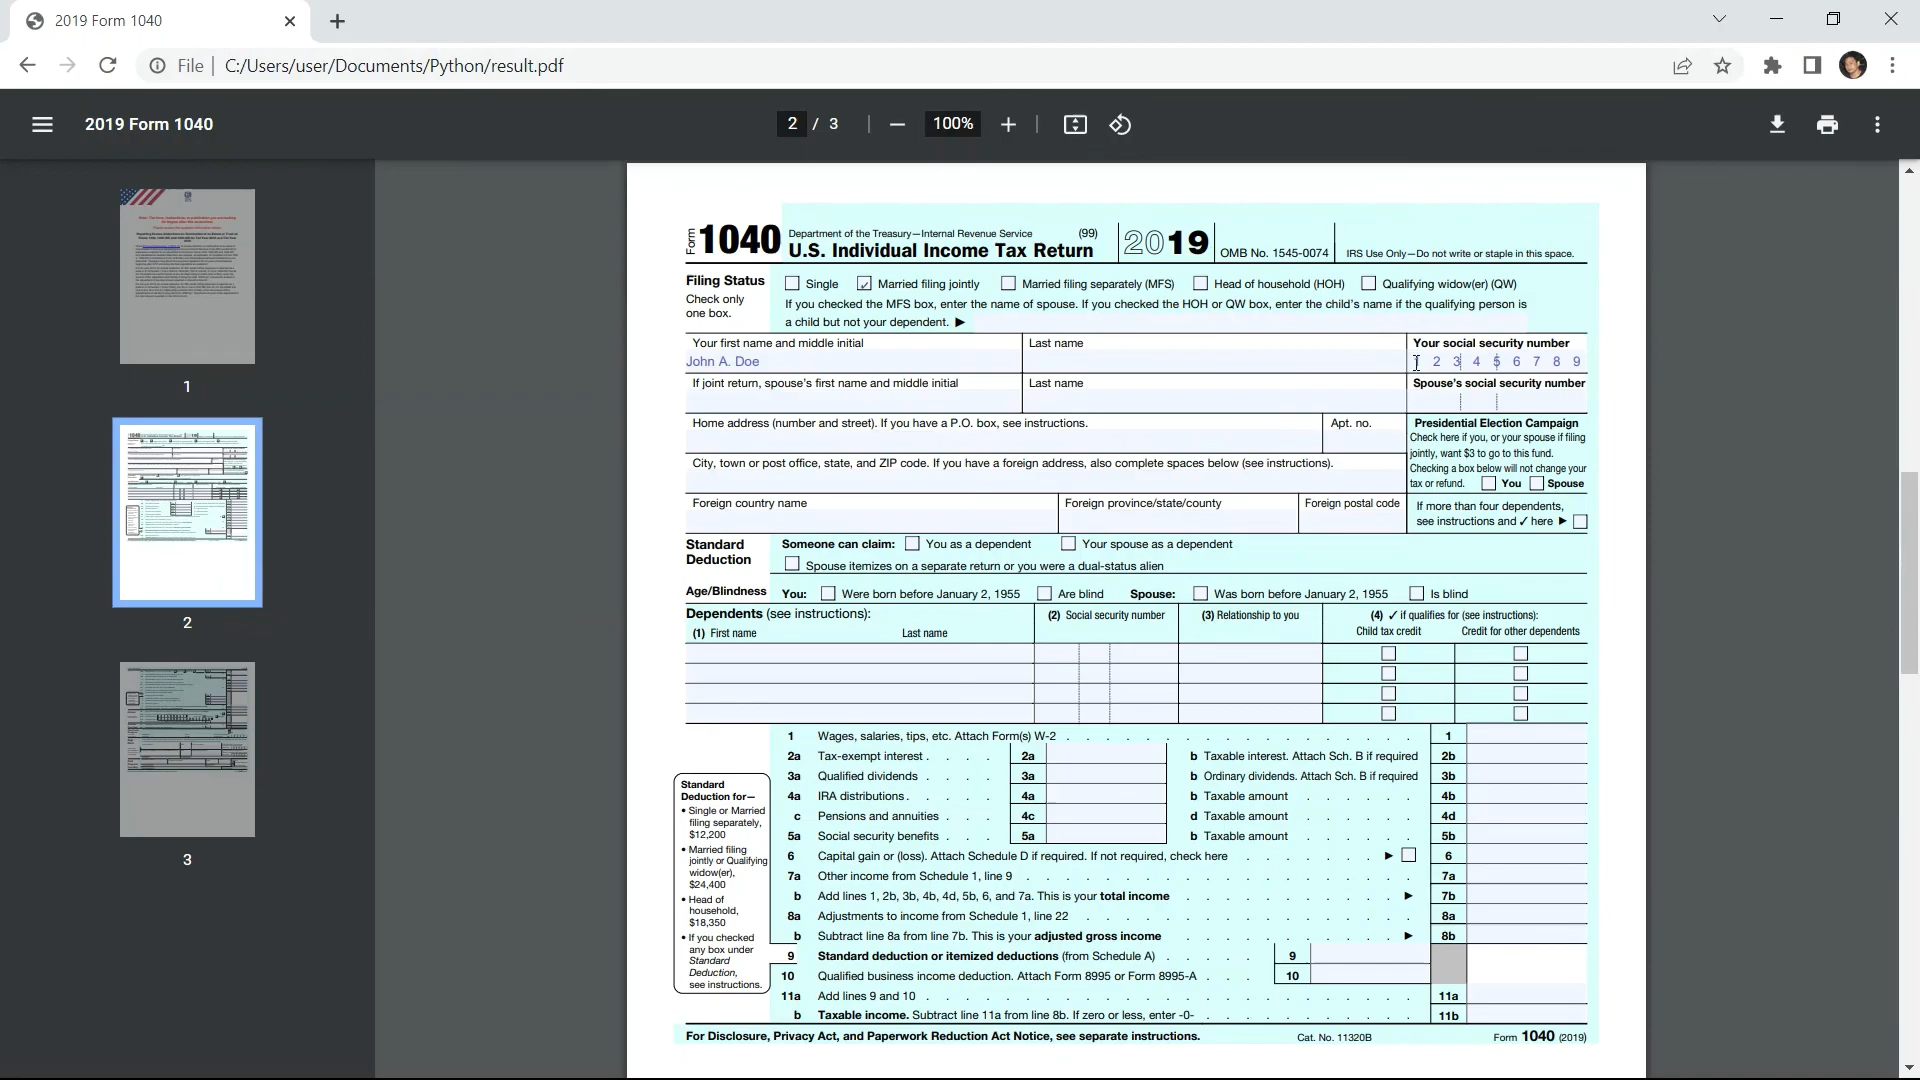 2019 Form 1040
File
C:/Users/user/Documents/Python/result.pdf
2019 Form 1040
2 / 3
100%
1
2
3
Form 1040
Department of the Treasury—Internal Revenue Service (99)
U.S. Individual Income Tax Return
2019
OMB No. 1545-0074
IRS Use Only—Do not write or staple in this space.
Filing Status
Check only
one box.
Single
Married filing jointly
Married filing separately (MFS)
Head of household (HOH)
Qualifying widow(er) (QW)
If you checked the MFS box, enter the name of spouse. If you checked the HOH or QW box, enter the child's name if the qualifying person is
a child but not your dependent. ▶
Your first name and middle initial
Last name
Your social security number
John A. Doe
1 2 3 4 5 6 7 8 9
If joint return, spouse's first name and middle initial
Last name
Spouse's social security number
Home address (number and street). If you have a P.O. box, see instructions.
Apt. no.
Presidential Election Campaign
Check here if you, or your spouse if filing
jointly, want $3 to go to this fund.
Checking a box below will not change your
tax or refund. You Spouse
City, town or post office, state, and ZIP code. If you have a foreign address, also complete spaces below (see instructions).
Foreign country name
Foreign province/state/county
Foreign postal code
If more than four dependents,
see instructions and ✓ here ▶
Standard
Deduction
Someone can claim: You as a dependent Your spouse as a dependent
Spouse itemizes on a separate return or you were a dual-status alien
Age/Blindness You: Were born before January 2, 1955 Are blind Spouse: Was born before January 2, 1955 Is blind
Dependents (see instructions):
(1) First name Last name
(2) Social security number
(3) Relationship to you
(4) ✓ if qualifies for (see instructions):
Child tax credit Credit for other dependents
Standard
Deduction for—
• Single or Married
filing separately,
$12,200
• Married filing
jointly or Qualifying
widow(er),
$24,400
• Head of
household,
$18,350
• If you checked
any box under
Standard
Deduction,
see instructions.
1 Wages, salaries, tips, etc. Attach Form(s) W-2 1
2a Tax-exempt interest 2a b Taxable interest. Attach Sch. B if required 2b
3a Qualified dividends 3a b Ordinary dividends. Attach Sch. B if required 3b
4a IRA distributions 4a b Taxable amount 4b
c Pensions and annuities 4c d Taxable amount 4d
5a Social security benefits 5a b Taxable amount 5b
6 Capital gain or (loss). Attach Schedule D if required. If not required, check here ▶ 6
7a Other income from Schedule 1, line 9 7a
b Add lines 1, 2b, 3b, 4b, 4d, 5b, 6, and 7a. This is your total income ▶ 7b
8a Adjustments to income from Schedule 1, line 22 8a
b Subtract line 8a from line 7b. This is your adjusted gross income ▶ 8b
9 Standard deduction or itemized deductions (from Schedule A) 9
10 Qualified business income deduction. Attach Form 8995 or Form 8995-A 10
11a Add lines 9 and 10 11a
b Taxable income. Subtract line 11a from line 8b. If zero or less, enter -0- 11b
For Disclosure, Privacy Act, and Paperwork Reduction Act Notice, see separate instructions.
Cat. No. 11320B
Form 1040 (2019)